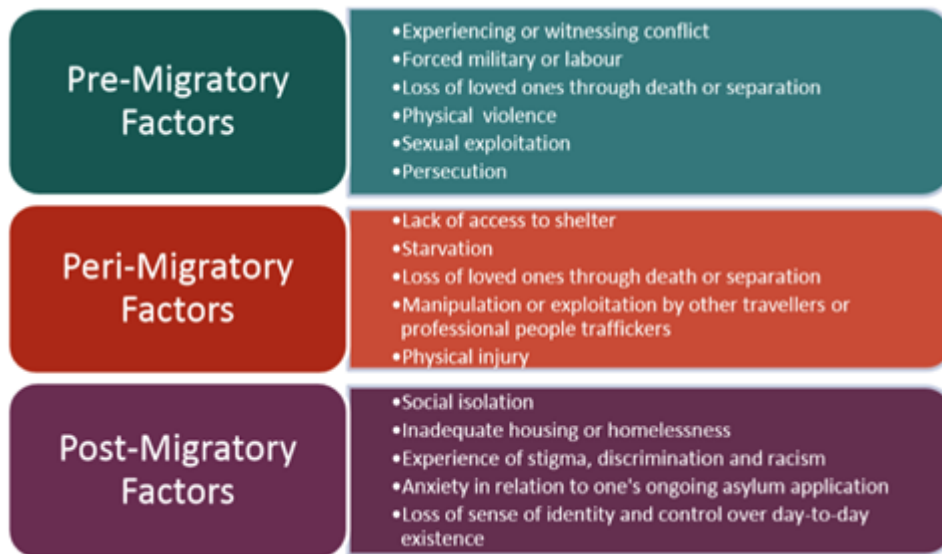 Pre-Migratory
Factors
•Experiencing or witnessing conflict
•Forced military or labour
•Loss of loved ones through death or separation
•Physical violence
•Sexual exploitation
•Persecution
Peri-Migratory
Factors
•Lack of access to shelter
•Starvation
•Loss of loved ones through death or separation
•Manipulation or exploitation by other travellers or
professional people traffickers
•Physical injury
Post-Migratory
Factors
•Social isolation
•Inadequate housing or homelessness
•Experience of stigma, discrimination and racism
•Anxiety in relation to one's ongoing asylum application
•Loss of sense of identity and control over day-to-day
existence